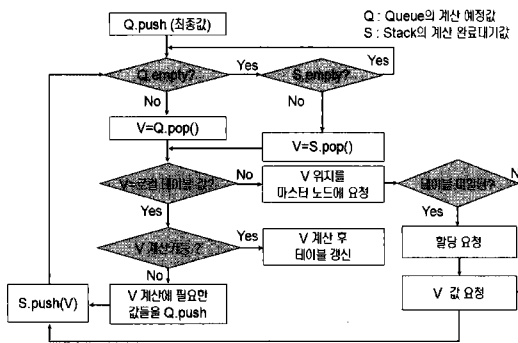 Q.push (최종값)
Q : Queue의 계산 예정값
S : Stack의 계산 완료대기값
Q.empty?
Yes
S.empty?
Yes
No
No
V=Q.pop()
V=S.pop()
V=로컬 테이블 값?
No
V 위치를
마스터 노드에 요청
테이블 미할당?
N
Yes
Yes
V 계산가능?
Yes
V 계산 후
테이블 갱신
할당 요청
No
S.push(V)
V 계산에 필요한
값들을 Q.push
V 값 요청